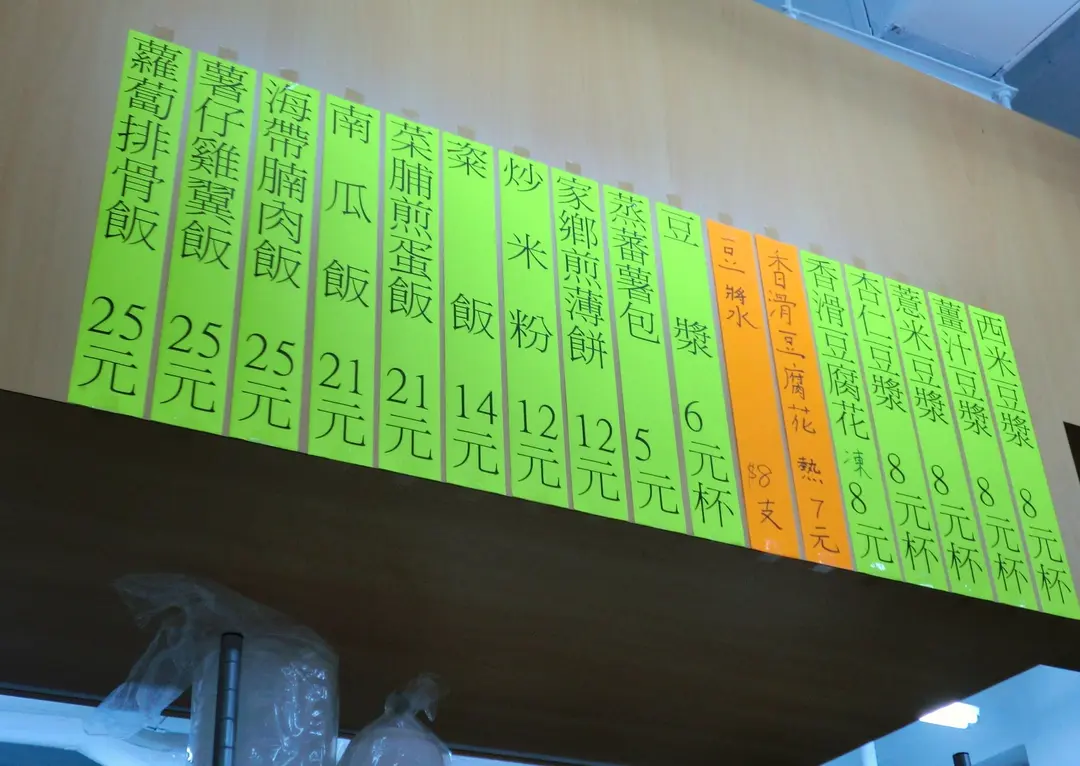 蘿蔔排骨飯 25元
薯仔雞翼飯 25元
海帶腩肉飯 25元
南瓜飯 21元
菜脯煎蛋飯 21元
粢飯 14元
炒米粉 12元
家鄉煎薄餅 12元
蒸蕃薯包 5元
豆漿 6元杯
豆漿 $8支
香滑豆腐花 熱 7元
香滑豆腐花 凍 8元
杏仁豆漿 8元杯
薏米豆漿 8元杯
薑汁豆漿 8元杯
西米豆漿 8元杯